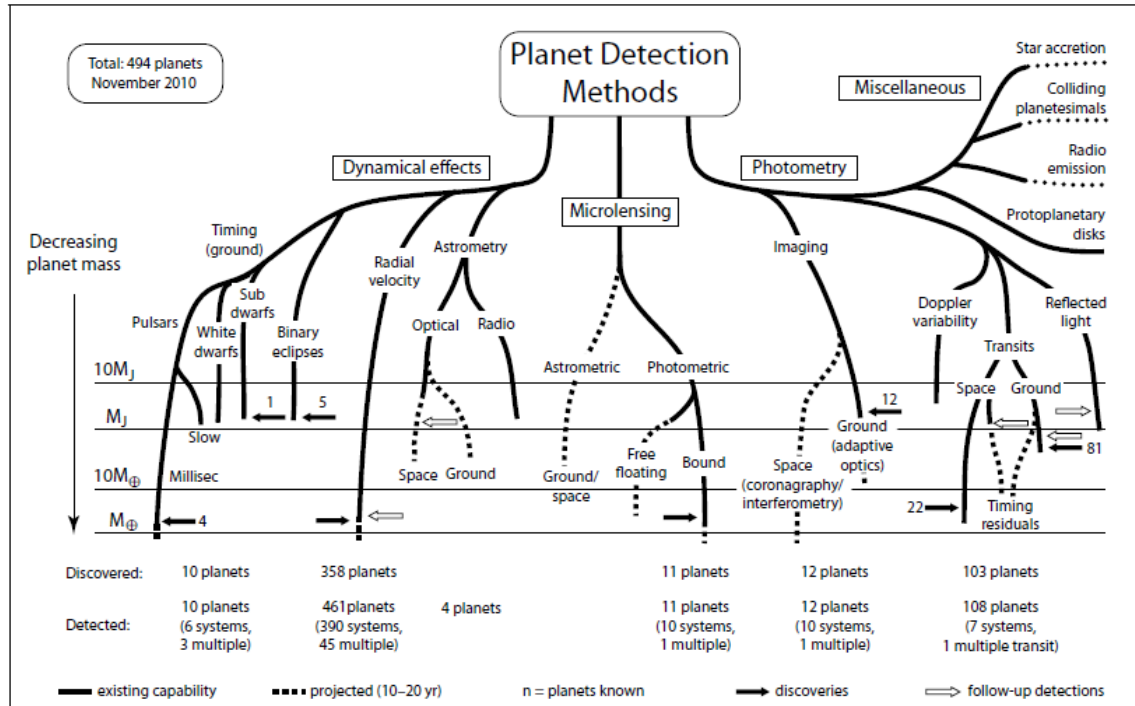 Total: 494 planets
November 2010
Planet Detection
Methods
Miscellaneous
Star accretion
Colliding
planetesimals
Radio
emission
Protoplanetary
disks
Dynamical effects
Microlensing
Photometry
Decreasing
planet mass
Timing
(ground)
Pulsars
White
dwarfs
Sub
dwarfs
Binary
eclipses
Radial
velocity
Astrometry
Optical
Radio
Astrometric
Photometric
Imaging
Doppler
variability
Transits
Reflected
light
Space
Ground
10MJ
MJ
10M⊕
M⊕
Slow
Millisec
1
5
4
Space
Ground
Ground/
space
Free
floating
Bound
Space
(coronagraphy/
interferometry)
Ground
(adaptive
optics)
12
22
81
Timing
residuals
Discovered: 10 planets 358 planets 11 planets 12 planets 103 planets
Detected:
10 planets
(6 systems,
3 multiple)
461planets
(390 systems,
45 multiple)
4 planets
11 planets
(10 systems,
1 multiple)
12 planets
(10 systems,
1 multiple)
108 planets
(7 systems,
1 multiple transit)
existing capability projected (10–20 yr) n = planets known discoveries follow-up detections